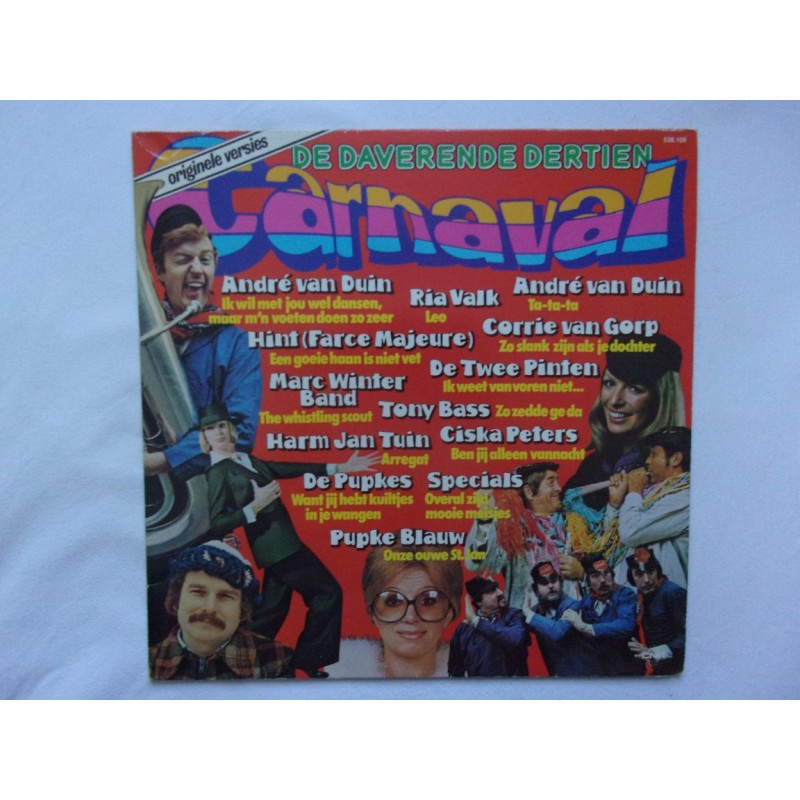 originele versies
DE DAVERENDE DERTIEN
Carnaval
André van Duin
Ik wil met jou wel dansen,
maar m'n voeten doen zo zeer
Ria Valk
Leo
André van Duin
Ta-ta-ta
Hint (Farce Majeure)
Een goeie haan is niet vet
Corrie van Gorp
Zo slank zijn als je dochter
Marc Winter
Band
The whistling scout
De Twee Pinten
Ik weet van voren niet...
Tony Bass Zo zedde ge da
Harm Jan Tuin
Arregat
Ciska Peters
Ben jij alleen vannacht
De Pupkes
Want jij hebt kuiltjes
in je wangen
Specials
Overal zijn
mooie meisjes
Pupke Blauw
Onze ouwe St. Jan